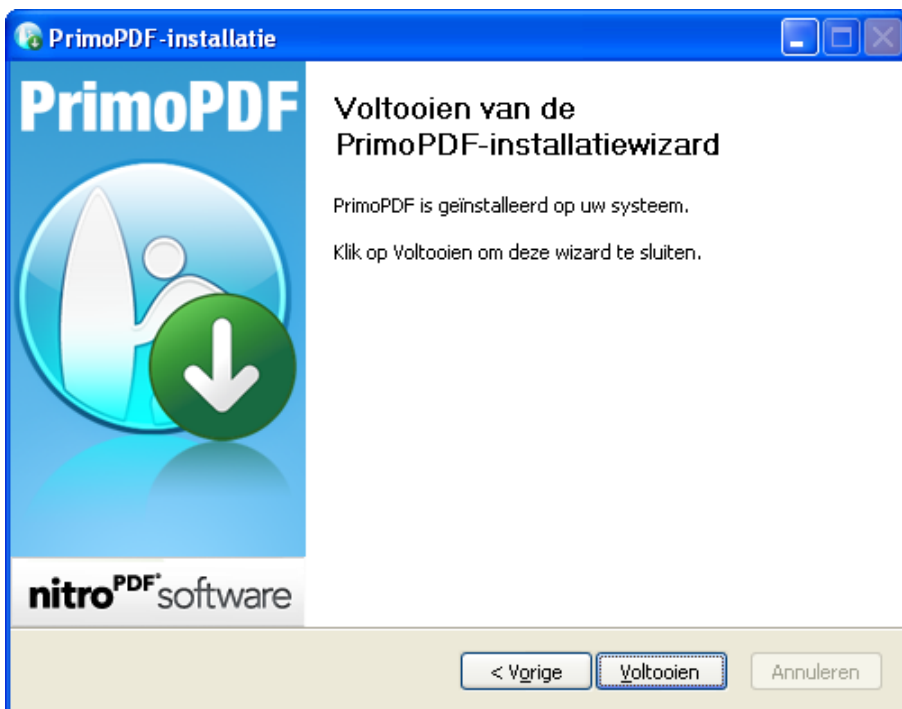 PrimoPDF-installatie
PrimoPDF
Voltooien van de
PrimoPDF-installatiewizard
PrimoPDF is geïnstalleerd op uw systeem.
Klik op Voltooien om deze wizard te sluiten.
nitroPDF® software
< Vorige
Voltooien
Annuleren